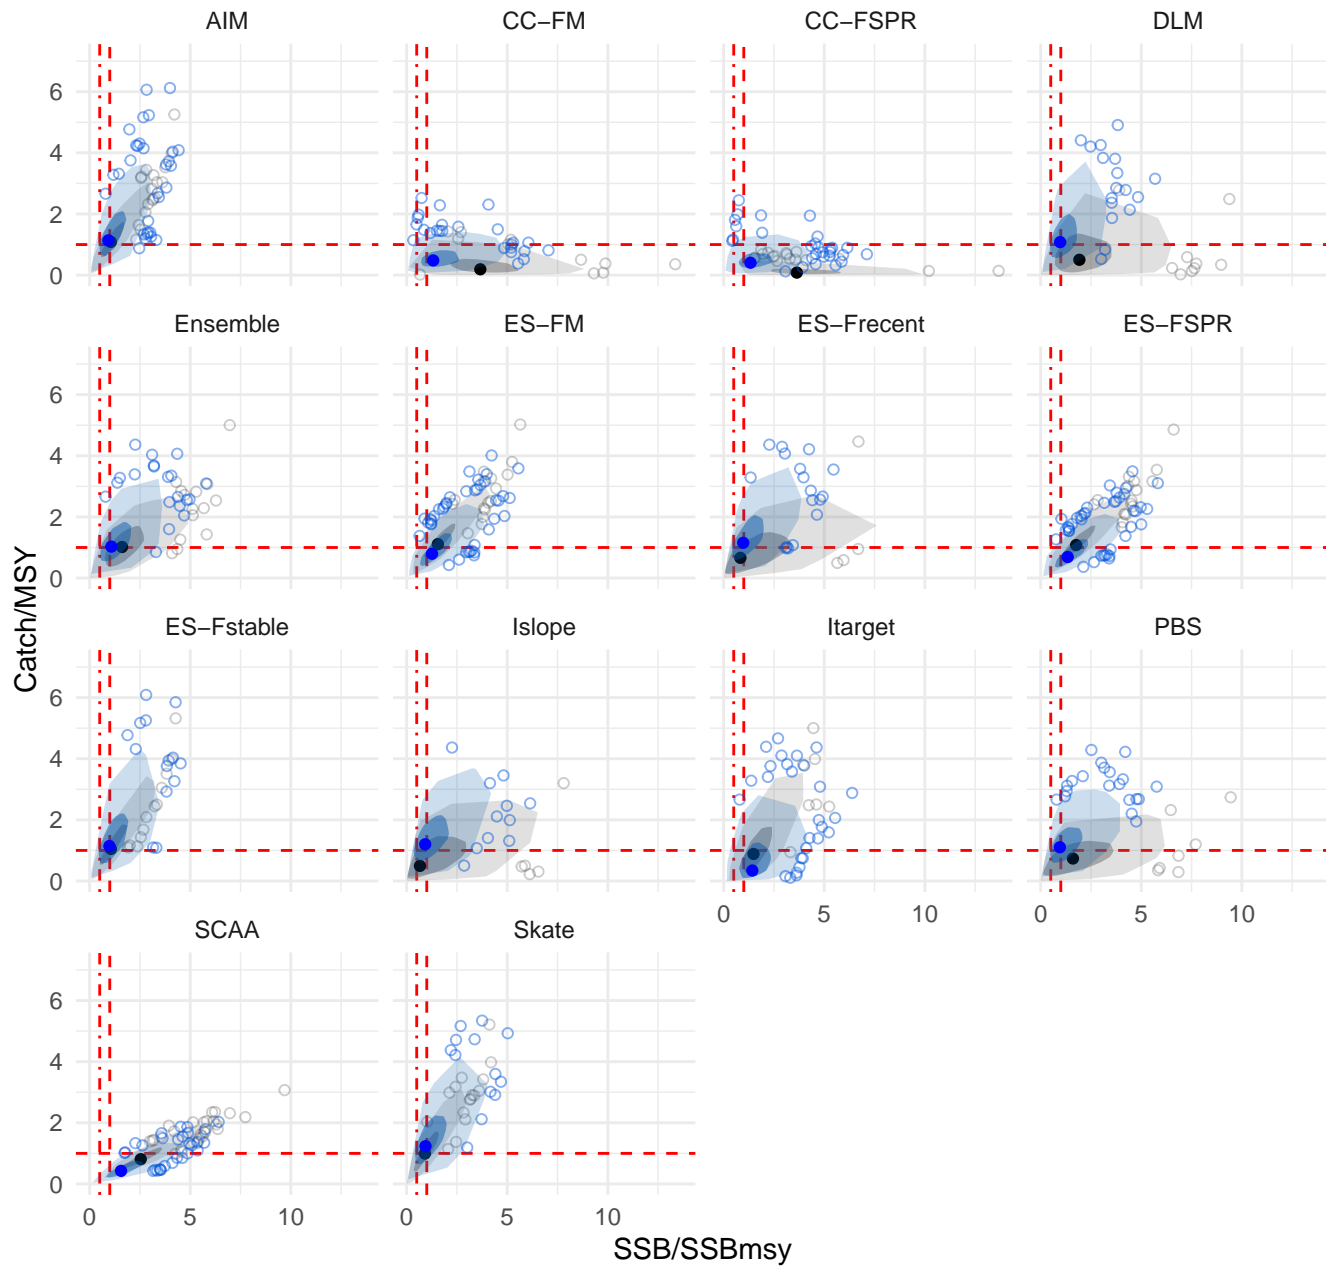 AIM CC−FM CC−FSPR DLM
6
4
2
0
Ensemble ES−FM ES−Frecent ES−FSPR
6
4
2
0
ES−Fstable Islope Itarget PBS
6
4
2
0
0 5 10 0 5 10
SCAA Skate
6
4
2
0
0 5 10 0 5 10
Catch/MSY
SSB/SSBmsy